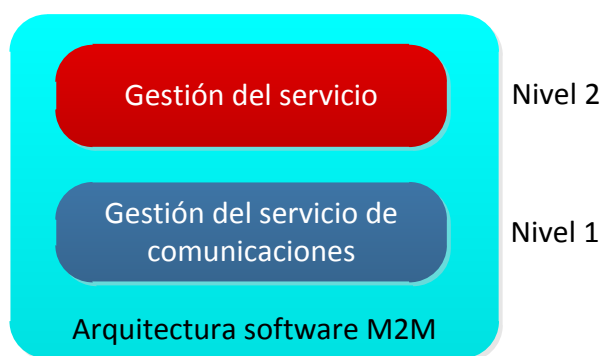 Gestión del servicio
Nivel 2
Gestión del servicio de
comunicaciones
Nivel 1
Arquitectura software M2M